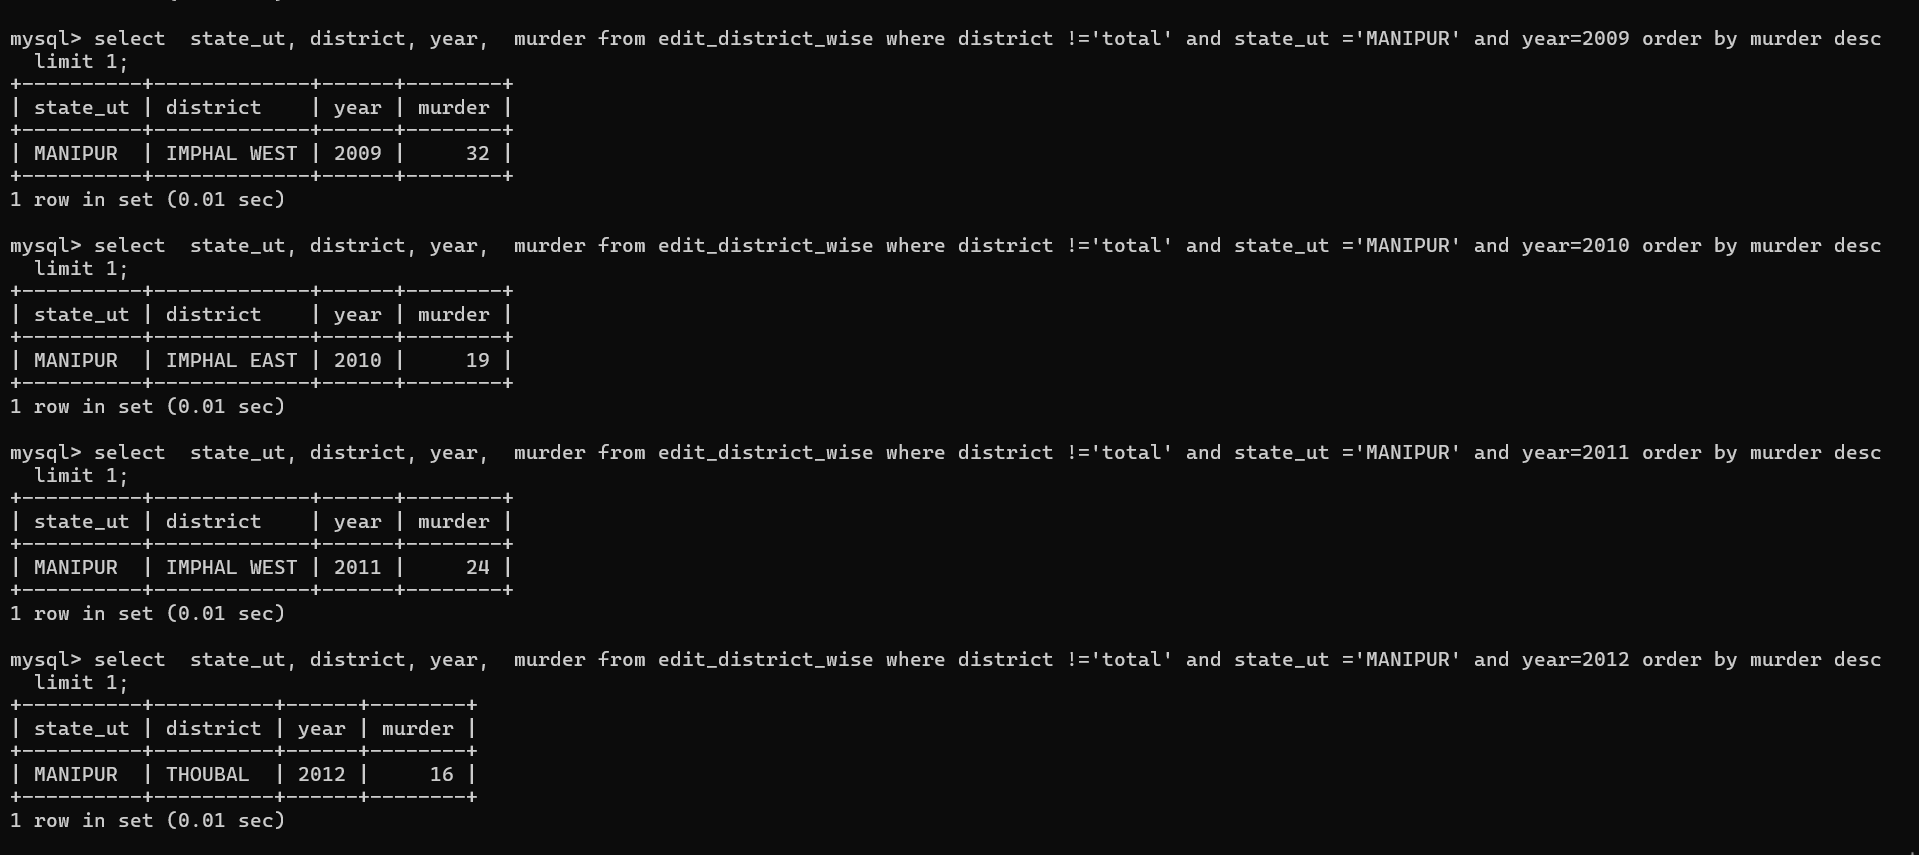 mysql> select  state_ut, district, year,  murder from edit_district_wise where district !='total' and state_ut ='MANIPUR' and year=2009 order by murder desc
  limit 1;
+----------+-------------+------+--------+
| state_ut | district    | year | murder |
+----------+-------------+------+--------+
| MANIPUR  | IMPHAL WEST | 2009 |     32 |
+----------+-------------+------+--------+
1 row in set (0.01 sec)

mysql> select  state_ut, district, year,  murder from edit_district_wise where district !='total' and state_ut ='MANIPUR' and year=2010 order by murder desc
  limit 1;
+----------+-------------+------+--------+
| state_ut | district    | year | murder |
+----------+-------------+------+--------+
| MANIPUR  | IMPHAL EAST | 2010 |     19 |
+----------+-------------+------+--------+
1 row in set (0.01 sec)

mysql> select  state_ut, district, year,  murder from edit_district_wise where district !='total' and state_ut ='MANIPUR' and year=2011 order by murder desc
  limit 1;
+----------+-------------+------+--------+
| state_ut | district    | year | murder |
+----------+-------------+------+--------+
| MANIPUR  | IMPHAL WEST | 2011 |     24 |
+----------+-------------+------+--------+
1 row in set (0.01 sec)

mysql> select  state_ut, district, year,  murder from edit_district_wise where district !='total' and state_ut ='MANIPUR' and year=2012 order by murder desc
  limit 1;
+----------+----------+------+--------+
| state_ut | district | year | murder |
+----------+----------+------+--------+
| MANIPUR  | THOUBAL  | 2012 |     16 |
+----------+----------+------+--------+
1 row in set (0.01 sec)